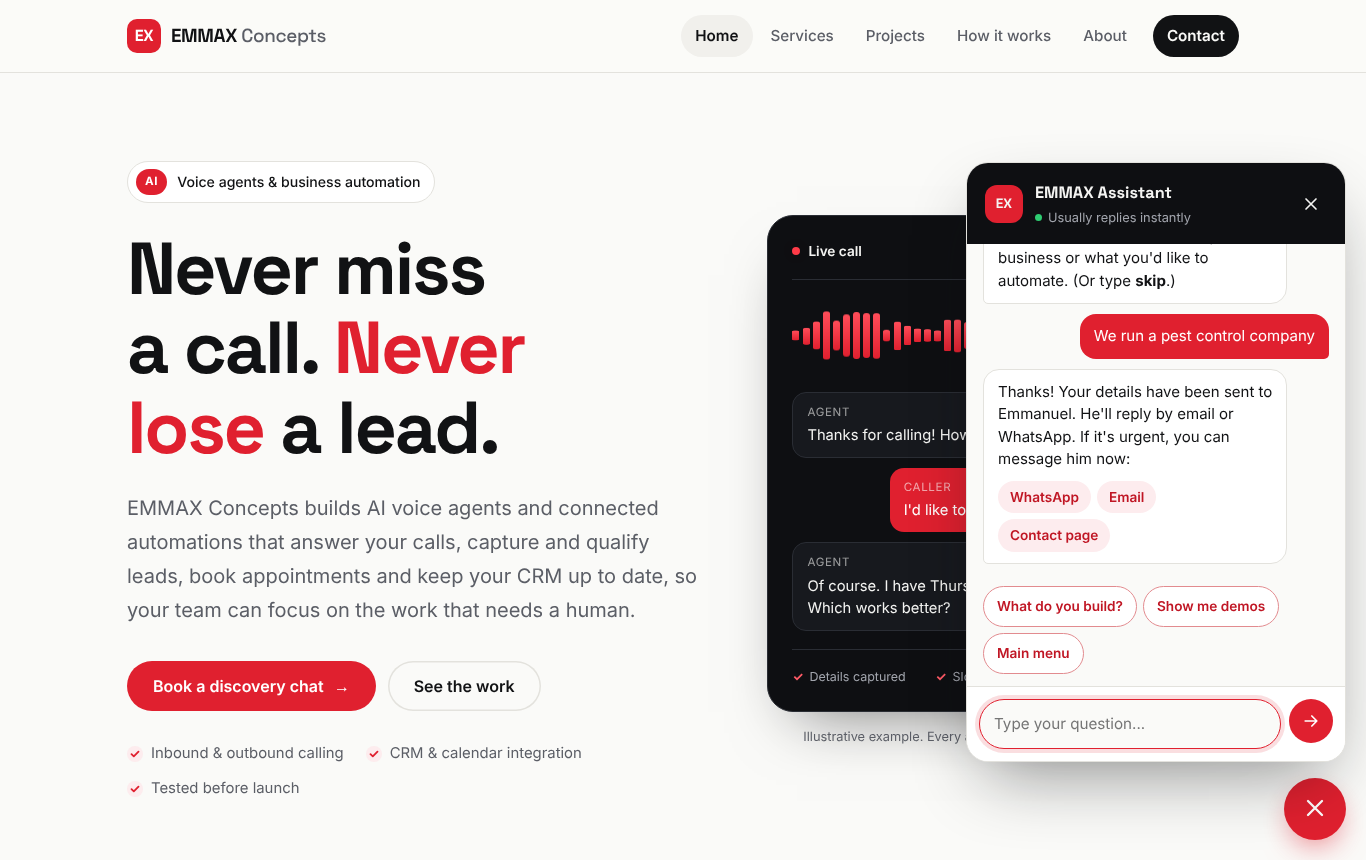 EX EMMAX Concepts
Home Services Projects How it works About Contact
AI Voice agents & business automation
Never miss
a call. Never
lose a lead.
EMMAX Concepts builds AI voice agents and connected
automations that answer your calls, capture and qualify
leads, book appointments and keep your CRM up to date, so
your team can focus on the work that needs a human.
Book a discovery chat →
See the work
Inbound & outbound calling
CRM & calendar integration
Tested before launch
Live call
AGENT
Thanks for calling! How
CALLER
I'd like to
AGENT
Of course. I have Thurs
Which works better?
Details captured
Illustrative example. Every
EX
EMMAX Assistant
Usually replies instantly
business or what you'd like to
automate. (Or type skip.)
We run a pest control company
Thanks! Your details have been sent to
Emmanuel. He'll reply by email or
WhatsApp. If it's urgent, you can
message him now:
WhatsApp Email
Contact page
What do you build? Show me demos
Main menu
Type your question...